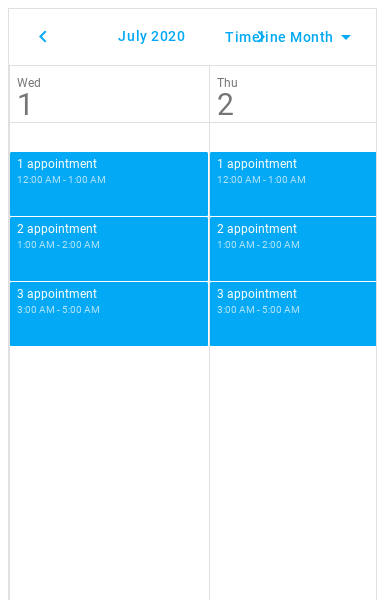 July 2020
Timeline Month
Wed
1
Thu
2
1 appointment
12:00 AM - 1:00 AM
2 appointment
1:00 AM - 2:00 AM
3 appointment
3:00 AM - 5:00 AM
1 appointment
12:00 AM - 1:00 AM
2 appointment
1:00 AM - 2:00 AM
3 appointment
3:00 AM - 5:00 AM